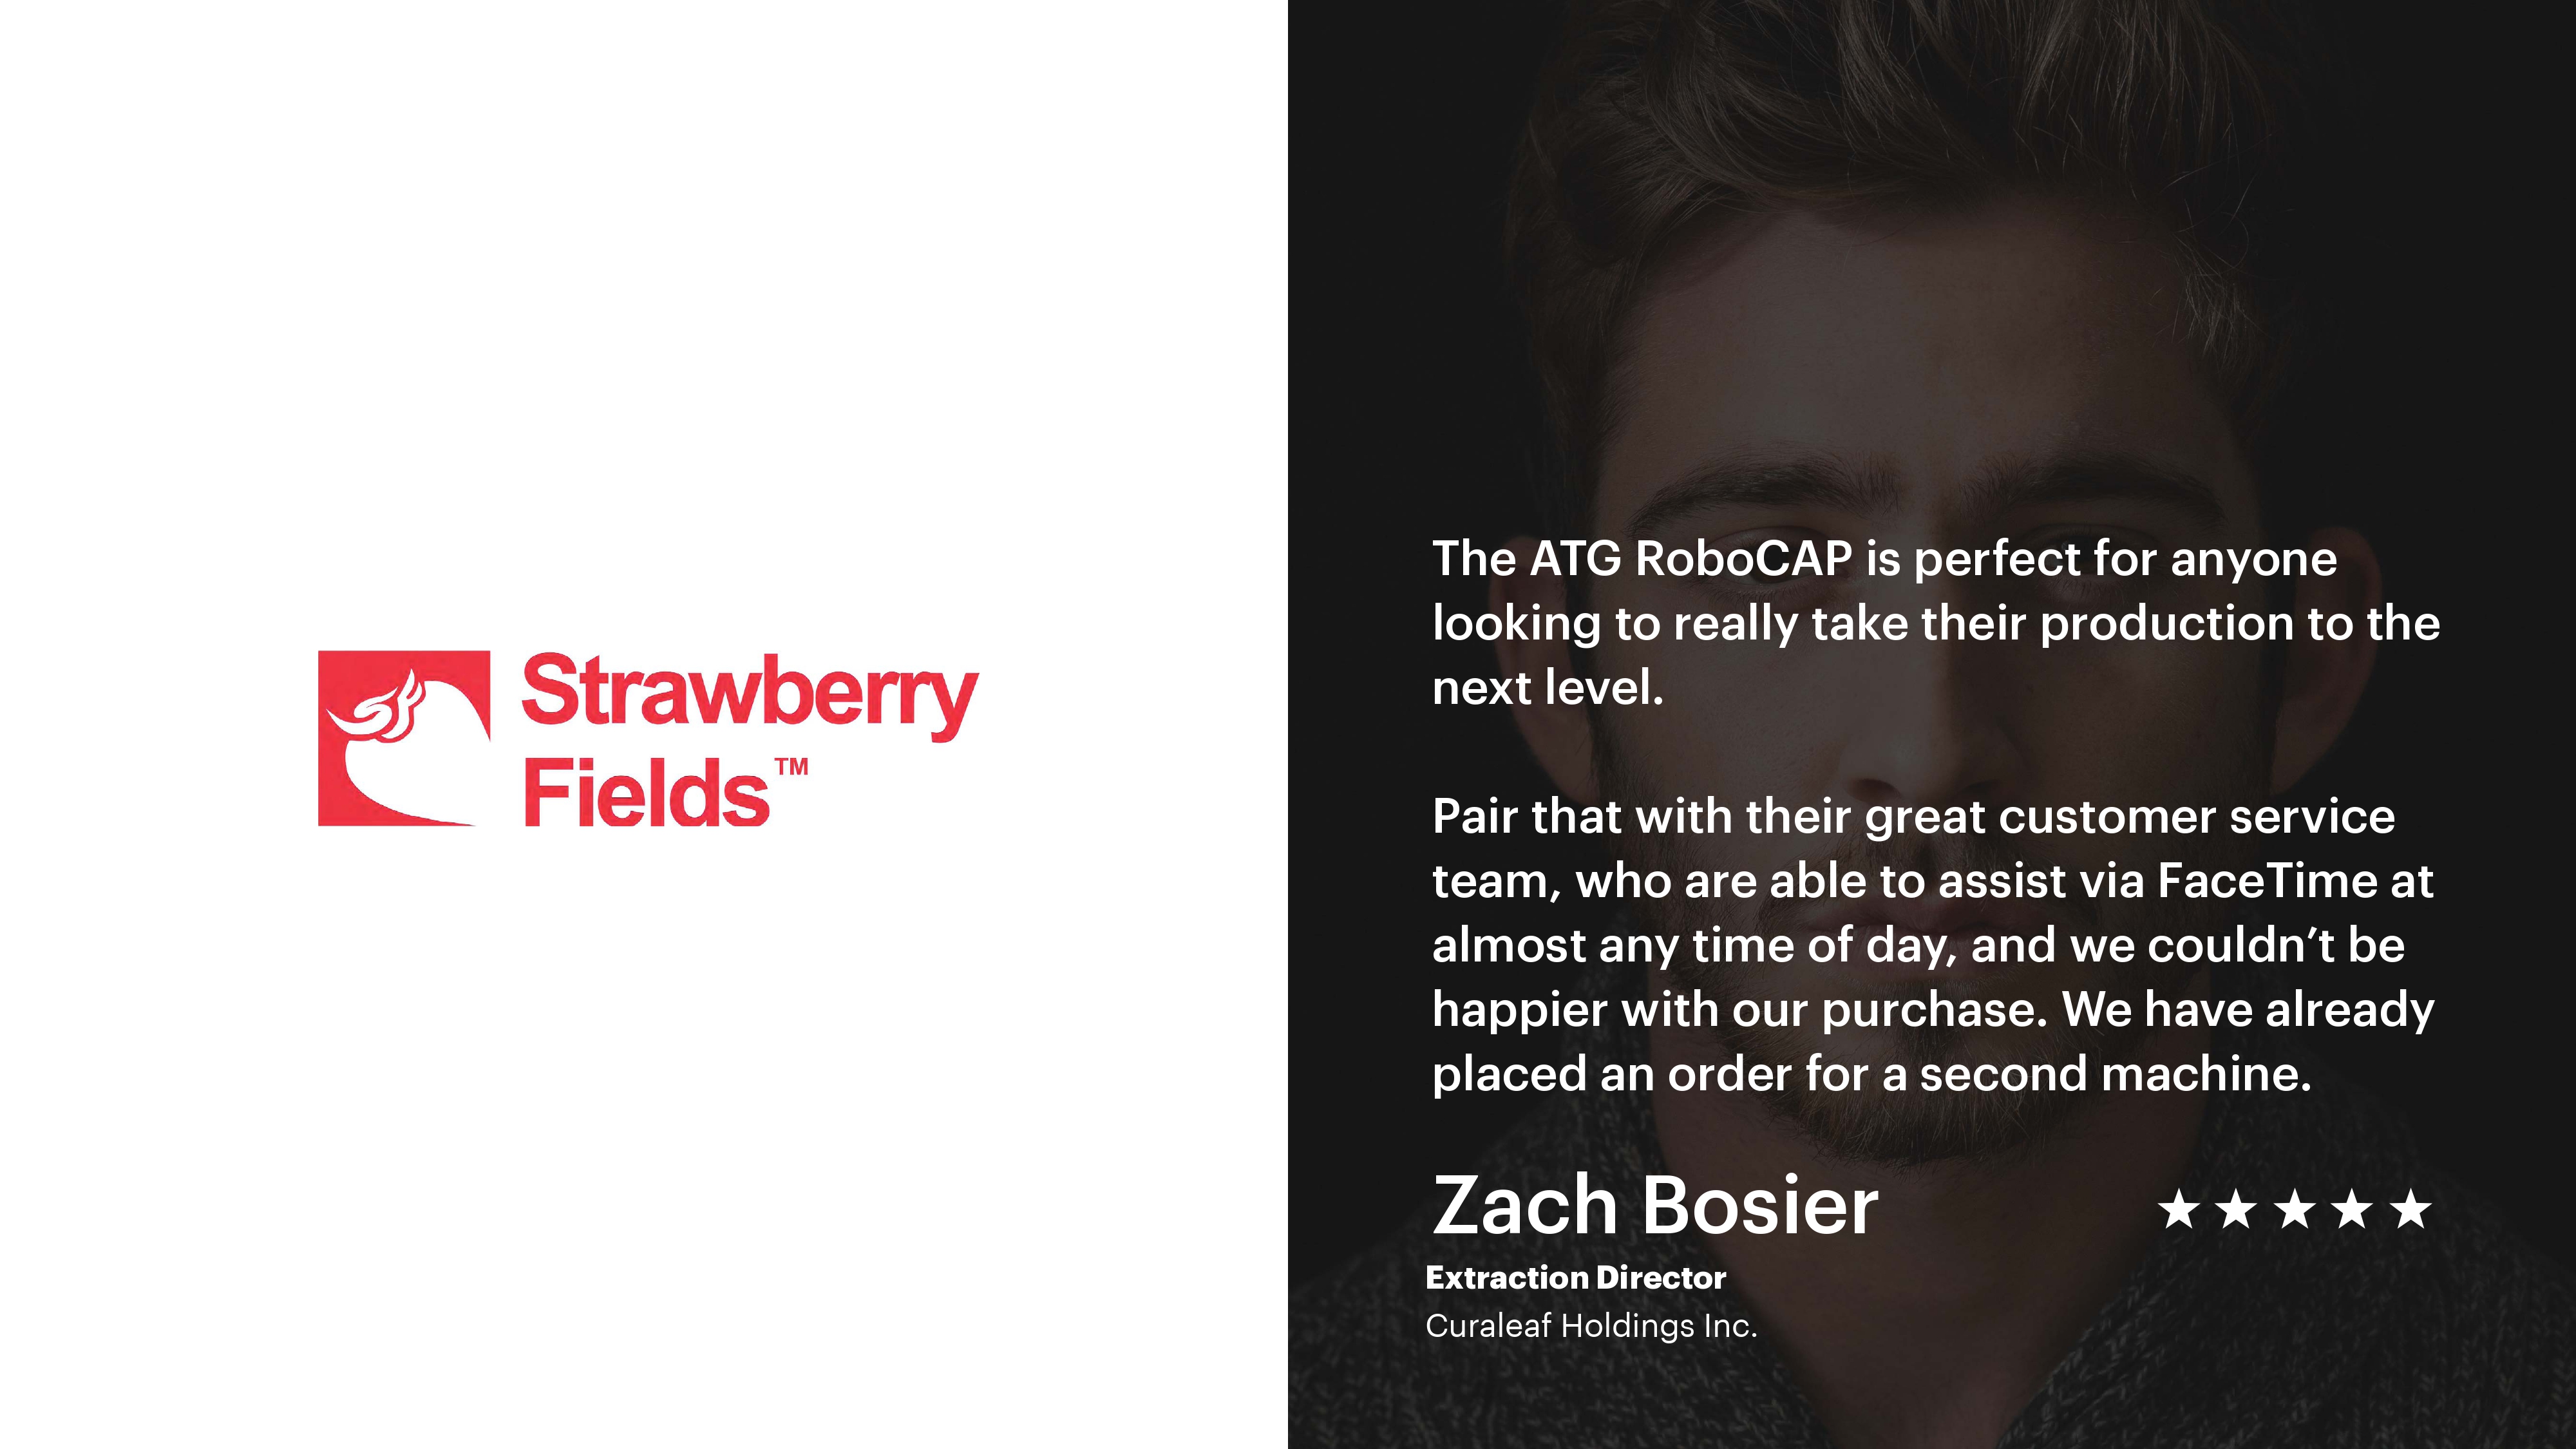 Strawberry
Fields™
The ATG RoboCAP is perfect for anyone
looking to really take their production to the
next level.
Pair that with their great customer service
team, who are able to assist via FaceTime at
almost any time of day, and we couldn’t be
happier with our purchase. We have already
placed an order for a second machine.
Zach Bosier
Extraction Director
Curaleaf Holdings Inc.